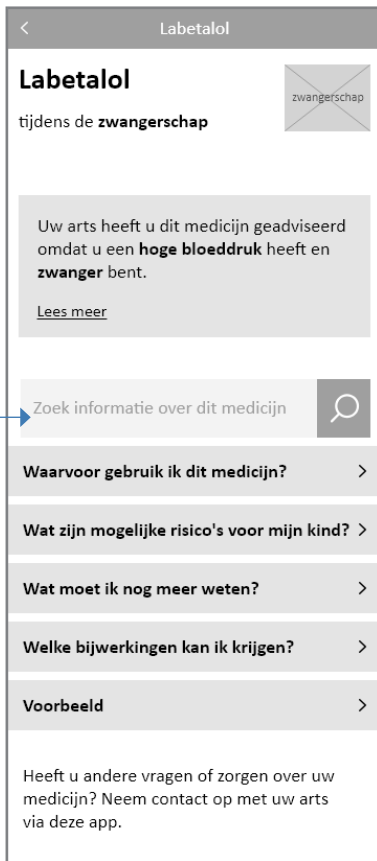 Labetalol
Labetalol
zwangerschap
tijdens de zwangerschap
Uw arts heeft u dit medicijn geadviseerd
omdat u een hoge bloeddruk heeft en
zwanger bent.
Lees meer
Zoek informatie over dit medicijn
Waarvoor gebruik ik dit medicijn?
Wat zijn mogelijke risico's voor mijn kind?
Wat moet ik nog meer weten?
Welke bijwerkingen kan ik krijgen?
Voorbeeld
Heeft u andere vragen of zorgen over uw
medicijn? Neem contact op met uw arts
via deze app.